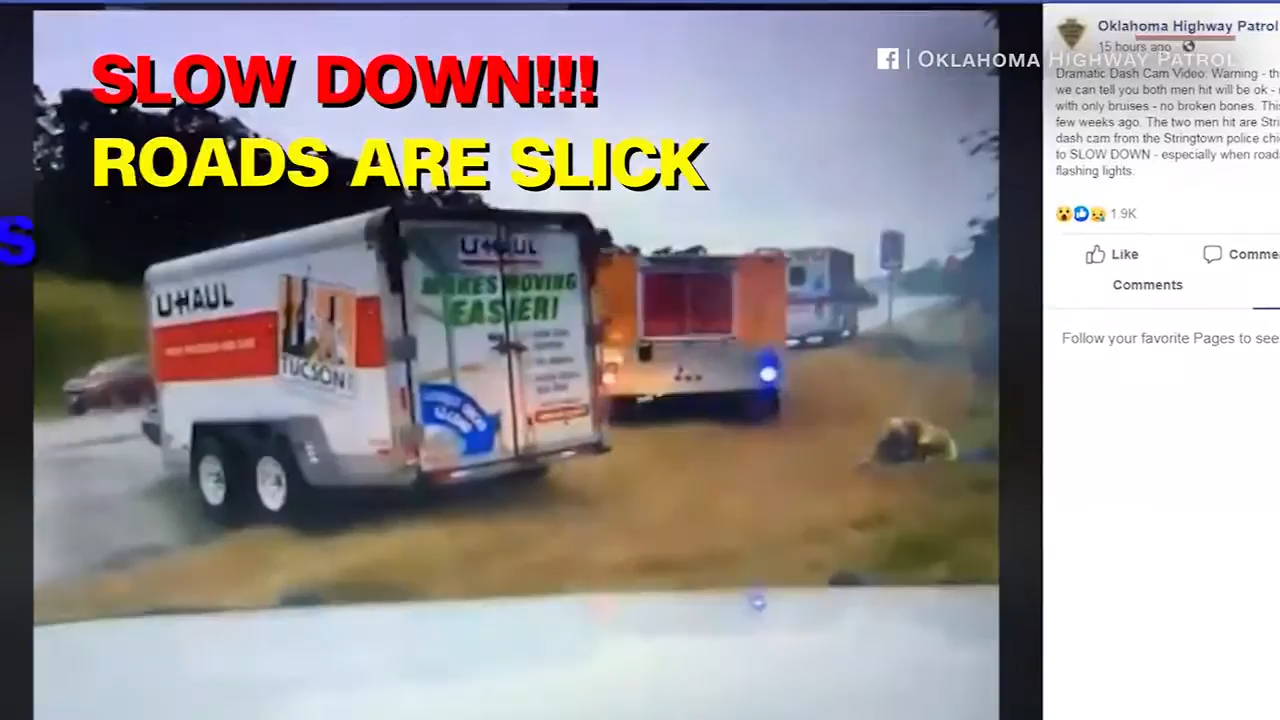 SLOW DOWN!!!
ROADS ARE SLICK
S
U-HAUL
TUCSON
U-HAUL
MAKES MOVING
EASIER!
FACEBOOK | OKLAHOMA HIGHWAY PATROL
Oklahoma Highway Patrol
15 hours ago
Dramatic Dash Cam Video: Warning - th
we can tell you both men hit will be ok -
with only bruises - no broken bones. This
few weeks ago. The two men hit are Stri
dash cam from the Stringtown police chi
to SLOW DOWN - especially when road
flashing lights.
1.9K
Like
Comme
Comments
Follow your favorite Pages to see